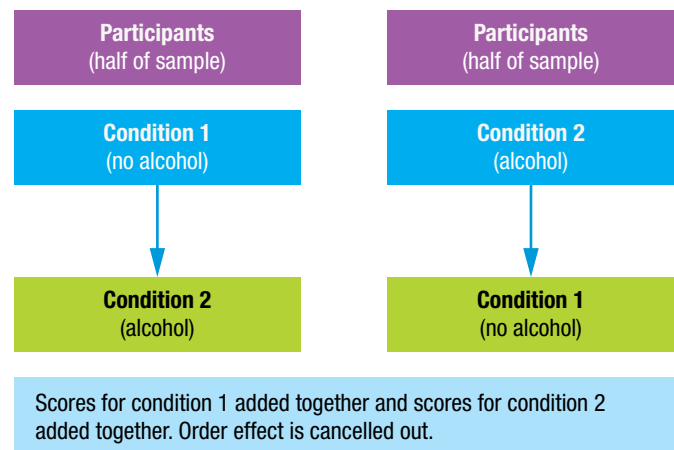 Participants
(half of sample)
Participants
(half of sample)
Condition 1
(no alcohol)
Condition 2
(alcohol)
Condition 2
(alcohol)
Condition 1
(no alcohol)
Scores for condition 1 added together and scores for condition 2
added together. Order effect is cancelled out.